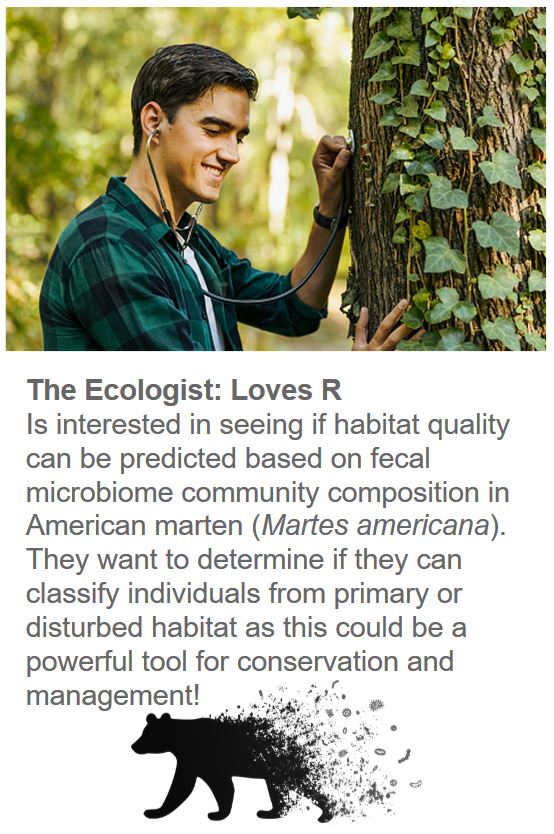 The Ecologist: Loves R
Is interested in seeing if habitat quality
can be predicted based on fecal
microbiome community composition in
American marten (Martes americana).
They want to determine if they can
classify individuals from primary or
disturbed habitat as this could be a
powerful tool for conservation and
management!